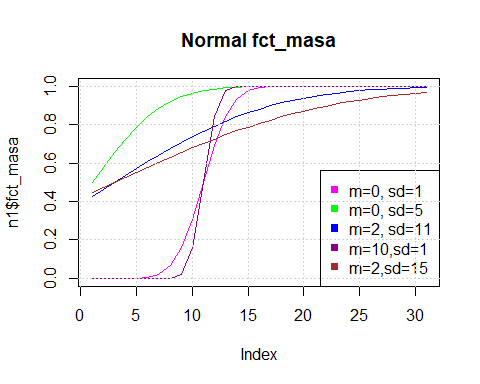 Normal fct_masa
n1$fct_masa
1.0
0.8
0.6
0.4
0.2
0.0
m=0, sd=1
m=0, sd=5
m=2, sd=11
m=10,sd=1
m=2,sd=15
0 5 10 15 20 25 30
Index